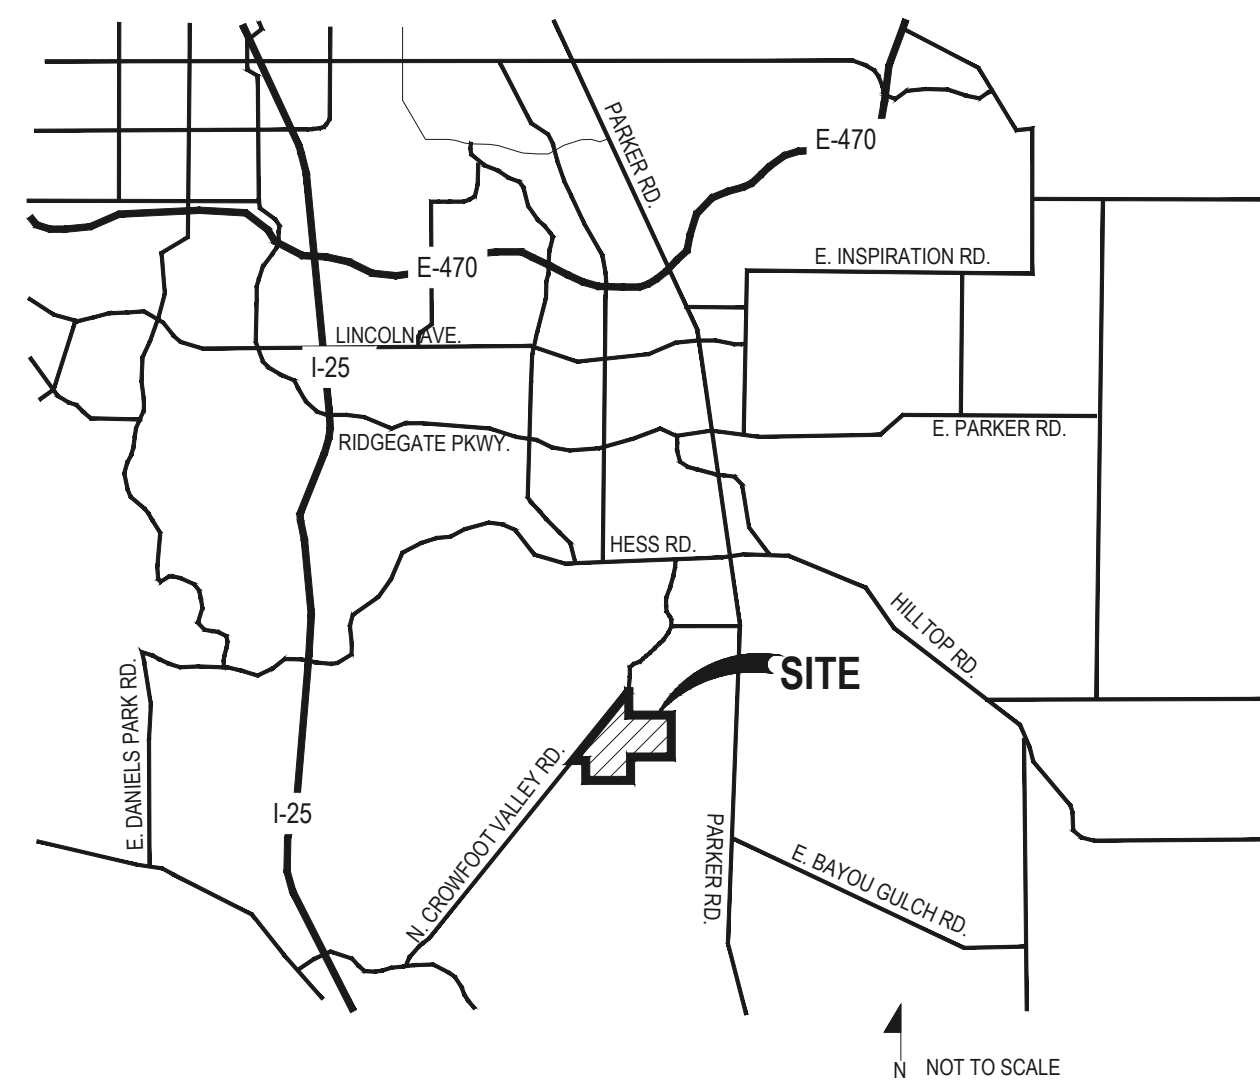 PARKER RD.
E-470
E. INSPIRATION RD.
E-470
LINCOLN AVE.
I-25
E. PARKER RD.
RIDGEGATE PKWY.
HESS RD.
HILLTOP RD.
SITE
E. DANIELS PARK RD.
N. CROWFOOT VALLEY RD.
I-25
PARKER RD.
E. BAYOU GULCH RD.
N
NOT TO SCALE